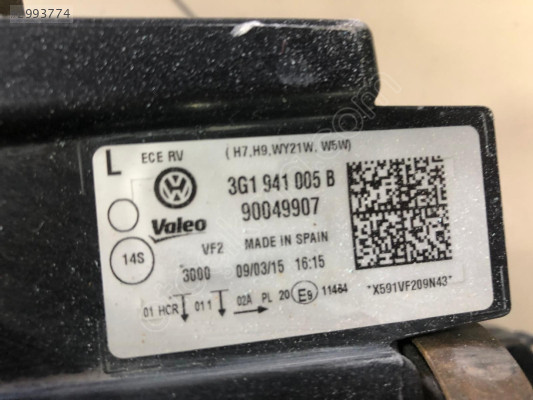 2993774
L ECE RV (H7,H9,WY21W, W5W)
3G1 941 005 B
Valeo 90049907
14S VF2 MADE IN SPAIN
3000 09/03/15 16:15
01 HCR 011 02A PL 20 E9 11484
*X591VF209N43*